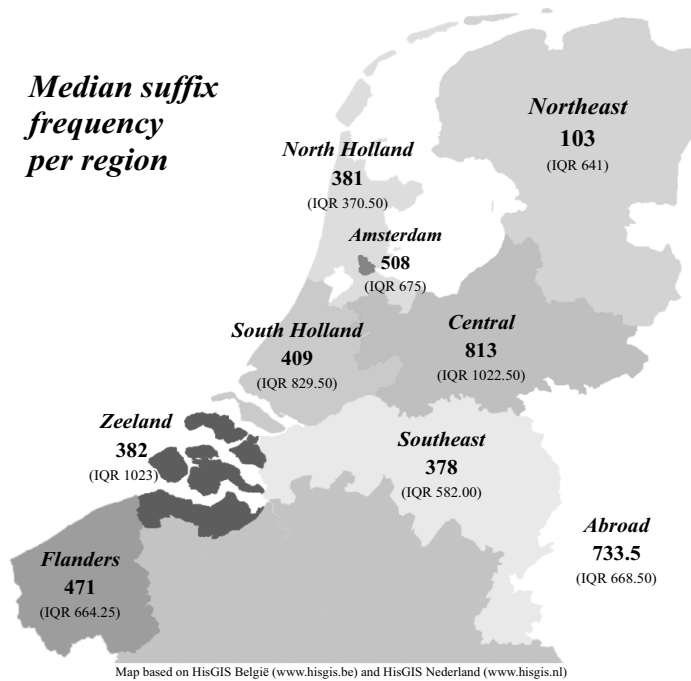 Median suffix
frequency
per region
Northeast
103
(IQR 641)
North Holland
381
(IQR 370.50)
Amsterdam
508
(IQR 675)
South Holland
409
(IQR 829.50)
Central
813
(IQR 1022.50)
Zeeland
382
(IQR 1023)
Southeast
378
(IQR 582.00)
Abroad
733.5
(IQR 668.50)
Flanders
471
(IQR 664.25)
Map based on HisGIS België (www.hisgis.be) and HisGIS Nederland (www.hisgis.nl)